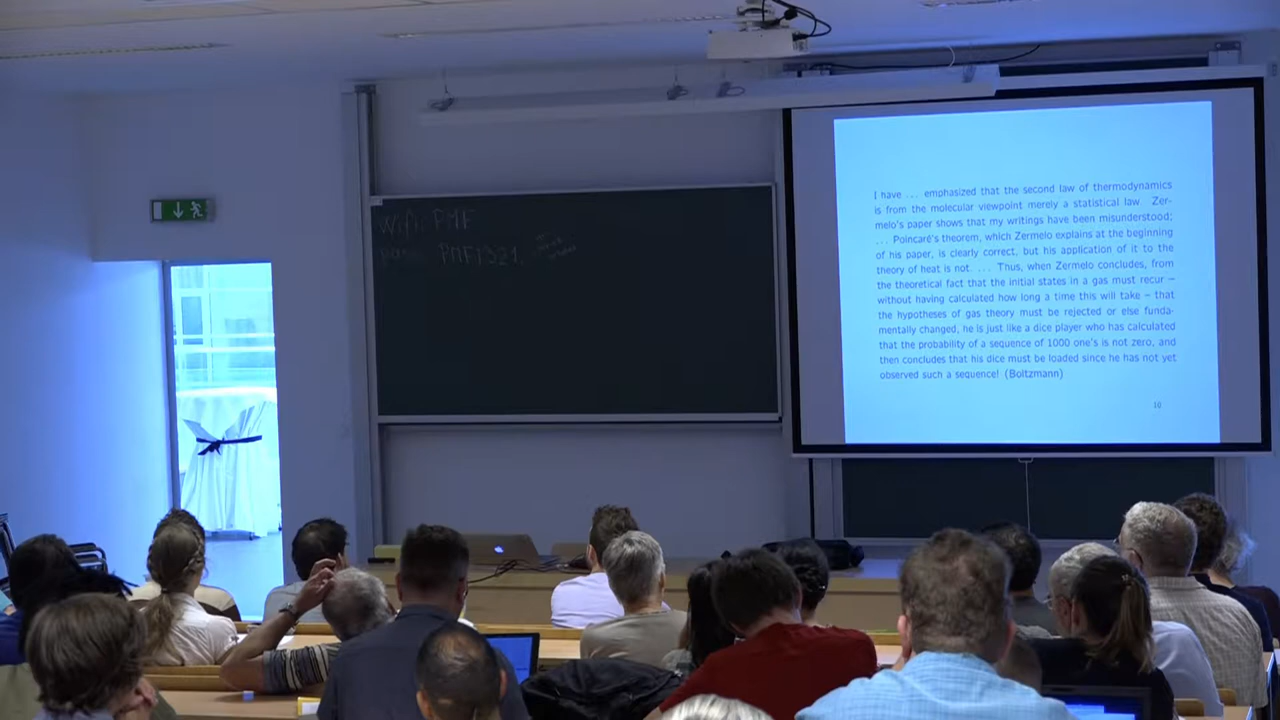 Wifi: PMF
PMF1321.
I have ... emphasized that the second law of thermodynamics
is from the molecular viewpoint merely a statistical law. Zer-
melo's paper shows that my writings have been misunderstood;
... Poincaré's theorem, which Zermelo explains at the beginning
of his paper, is clearly correct, but his application of it to the
theory of heat is not. ... Thus, when Zermelo concludes, from
the theoretical fact that the initial states in a gas must recur –
without having calculated how long a time this will take – that
the hypotheses of gas theory must be rejected or else funda-
mentally changed, he is just like a dice player who has calculated
that the probability of a sequence of 1000 one's is not zero, and
then concludes that his dice must be loaded since he has not yet
observed such a sequence! (Boltzmann)
10